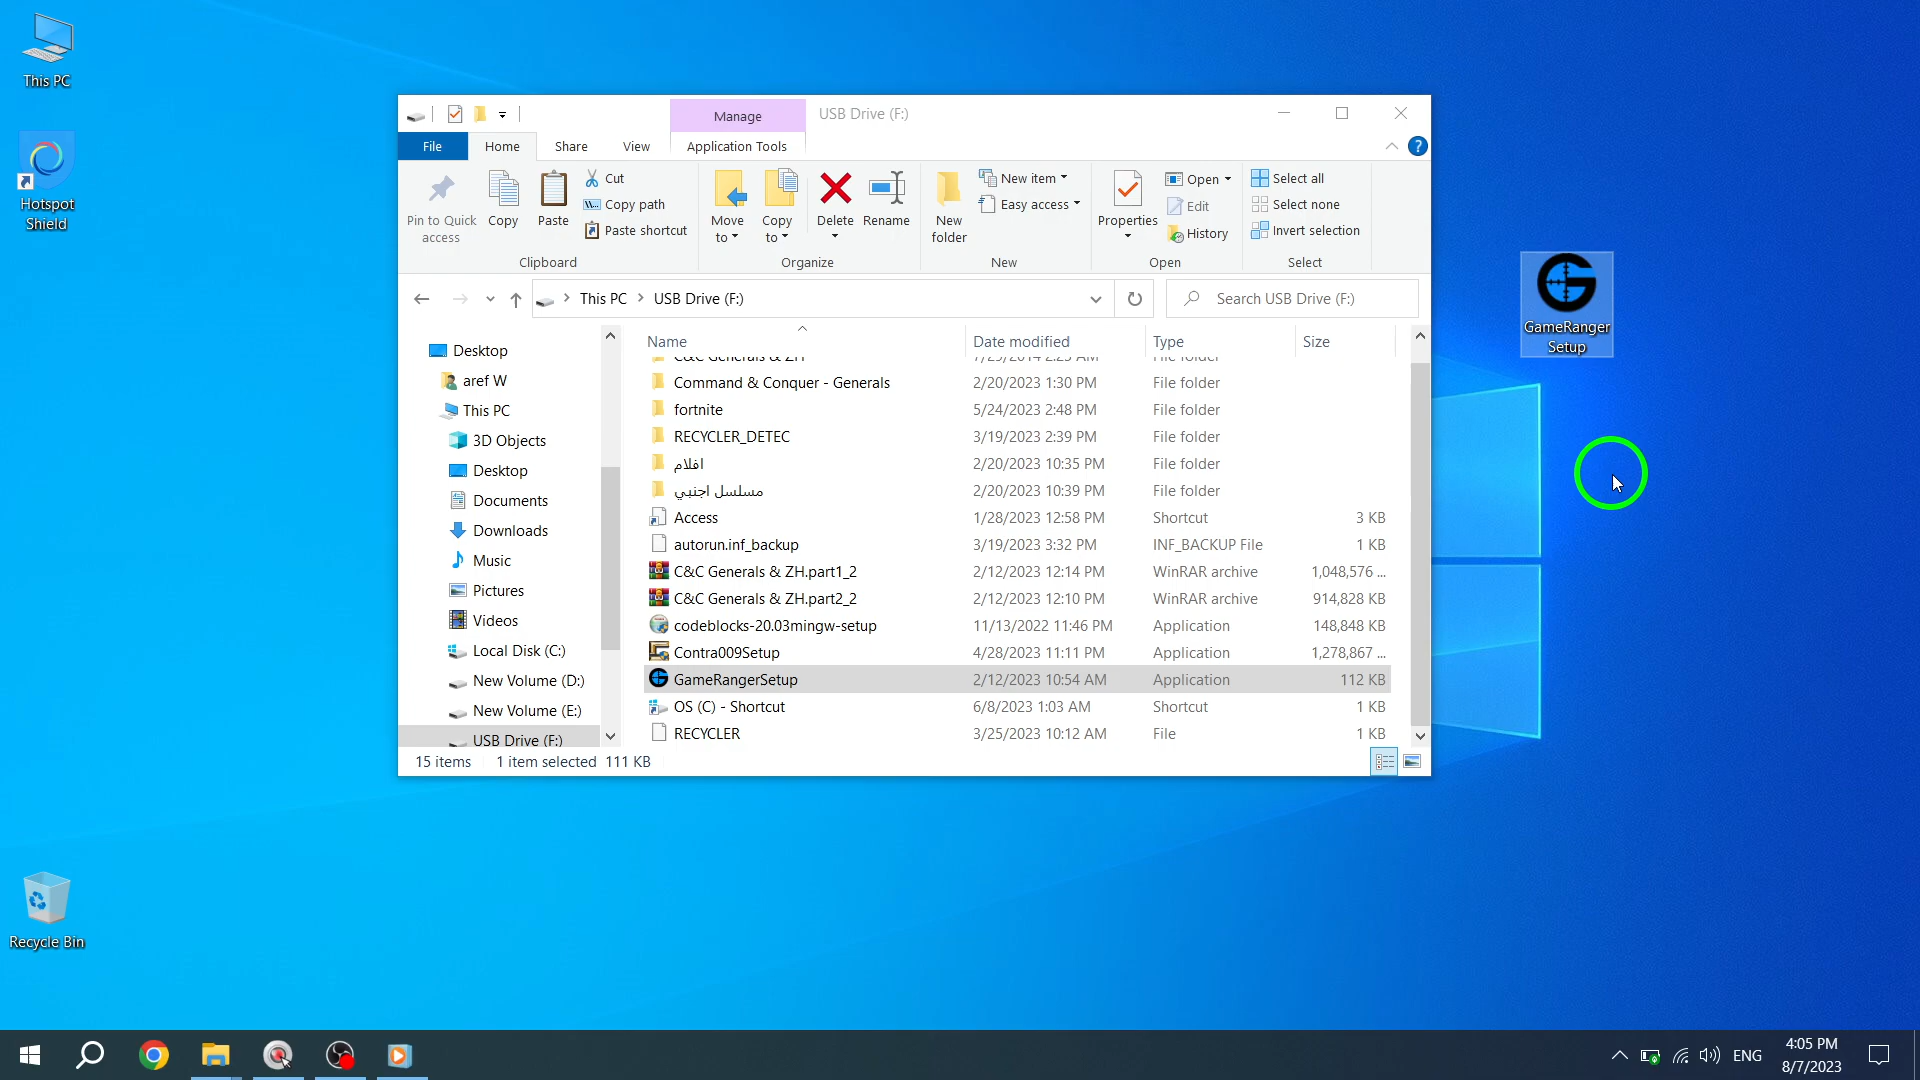 This PC
Hotspot
Shield
Recycle Bin
GameRanger
Setup
Manage
USB Drive (F:)
File
Home
Share
View
Application Tools
Pin to Quick
access
Copy
Paste
Cut
Copy path
Paste shortcut
Clipboard
Move
to
Copy
to
Delete
Rename
Organize
New
folder
New item
Easy access
New
Properties
Open
Edit
History
Open
Select all
Select none
Invert selection
Select
This PC
USB Drive (F:)
Search USB Drive (F:)
Desktop
aref W
This PC
3D Objects
Desktop
Documents
Downloads
Music
Pictures
Videos
Local Disk (C:)
New Volume (D:)
New Volume (E:)
USB Drive (F:)
Name Date modified Type Size
C&C Generals & ZH 7/25/2014 2:25 AM File folder
Command & Conquer - Generals 2/20/2023 1:30 PM File folder
fortnite 5/24/2023 2:48 PM File folder
RECYCLER_DETEC 3/19/2023 2:39 PM File folder
افلام 2/20/2023 10:35 PM File folder
مسلسل اجنبي 2/20/2023 10:39 PM File folder
Access 1/28/2023 12:58 PM Shortcut 3 KB
autorun.inf_backup 3/19/2023 3:32 PM INF_BACKUP File 1 KB
C&C Generals & ZH.part1_2 2/12/2023 12:14 PM WinRAR archive 1,048,576 ...
C&C Generals & ZH.part2_2 2/12/2023 12:10 PM WinRAR archive 914,828 KB
codeblocks-20.03mingw-setup 11/13/2022 11:46 PM Application 148,848 KB
Contra009Setup 4/28/2023 11:11 PM Application 1,278,867 ...
GameRangerSetup 2/12/2023 10:54 AM Application 112 KB
OS (C) - Shortcut 6/8/2023 1:03 AM Shortcut 1 KB
RECYCLER 3/25/2023 10:12 AM File 1 KB
15 items 1 item selected 111 KB
ENG
4:05 PM
8/7/2023